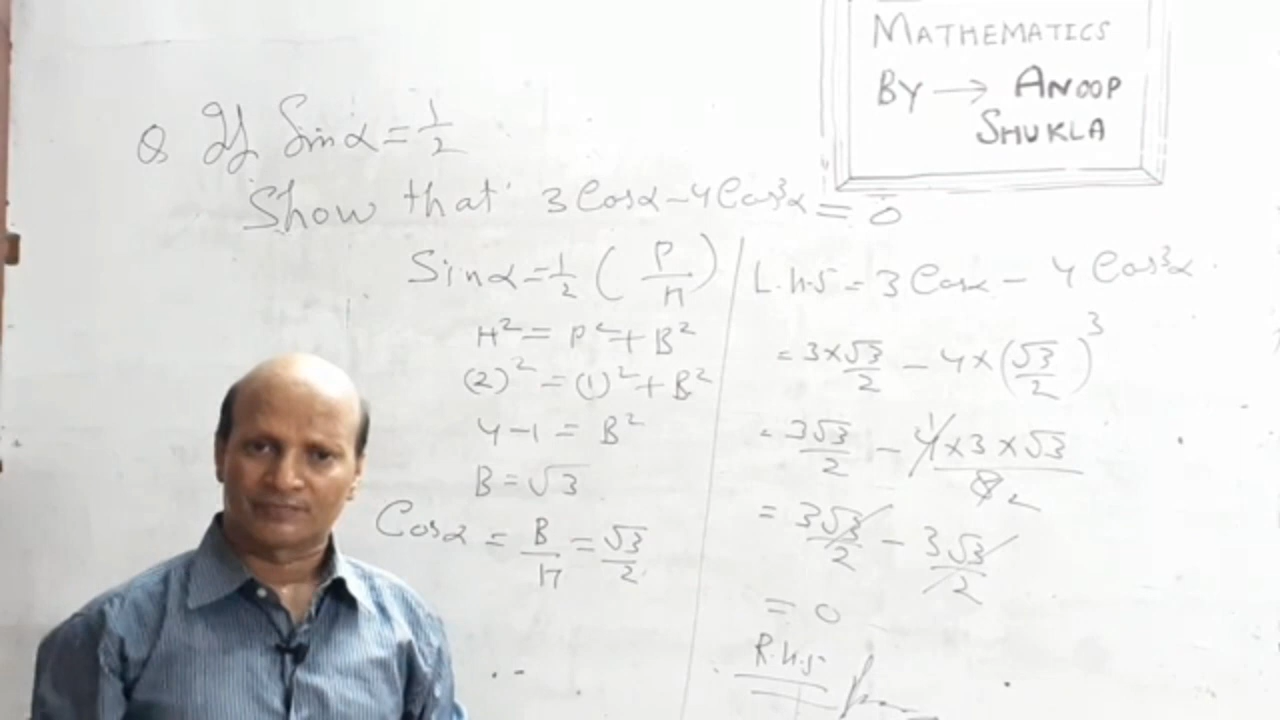 MATHEMATICS
BY → ANOOP
SHUKLA
Q If Sinα = 1/2
Show that 3Cosα - 4Cos³α = 0
Sinα = 1/2 (P/H)
H² = P² + B²
(2)² = (1)² + B²
4 - 1 = B²
B = √3
Cosα = B/H = √3/2
L.H.S = 3Cosα - 4Cos³α
= 3×√3/2 - 4×(√3/2)³
= 3√3/2 - 4×3×√3/8
= 3√3/2 - 3√3/2
= 0
R.H.S